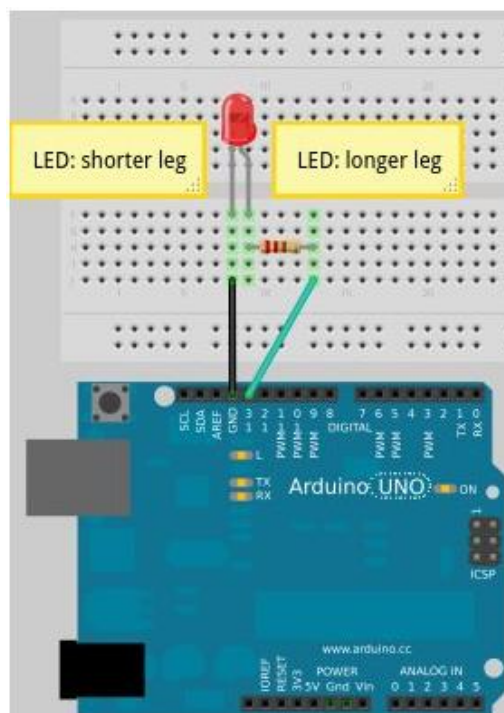 LED: shorter leg
LED: longer leg
SCL
SDA
AREF
GND
13
12
PWM 11
PWM 10
PWM 9
8
DIGITAL
7
PWM 6
PWM 5
4
PWM 3
2
TX 1
RX 0
L
TX
RX
Arduino UNO
ON
1
ICSP
www.arduino.cc
POWER
ANALOG IN
IOREF
RESET
3V3
5V
Gnd
Vin
0 1 2 3 4 5